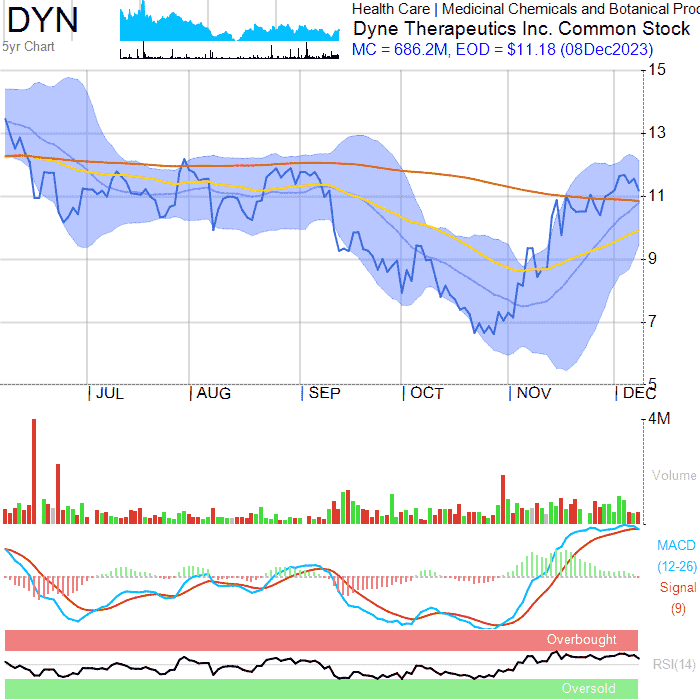 DYN
5yr Chart
Health Care | Medicinal Chemicals and Botanical Prod
Dyne Therapeutics Inc. Common Stock
MC = 686.2M, EOD = $11.18 (08Dec2023)
15
13
11
9
7
5
JUL AUG SEP OCT NOV DEC
4M
Volume
MACD
(12-26)
Signal
(9)
Overbought
RSI(14)
Oversold